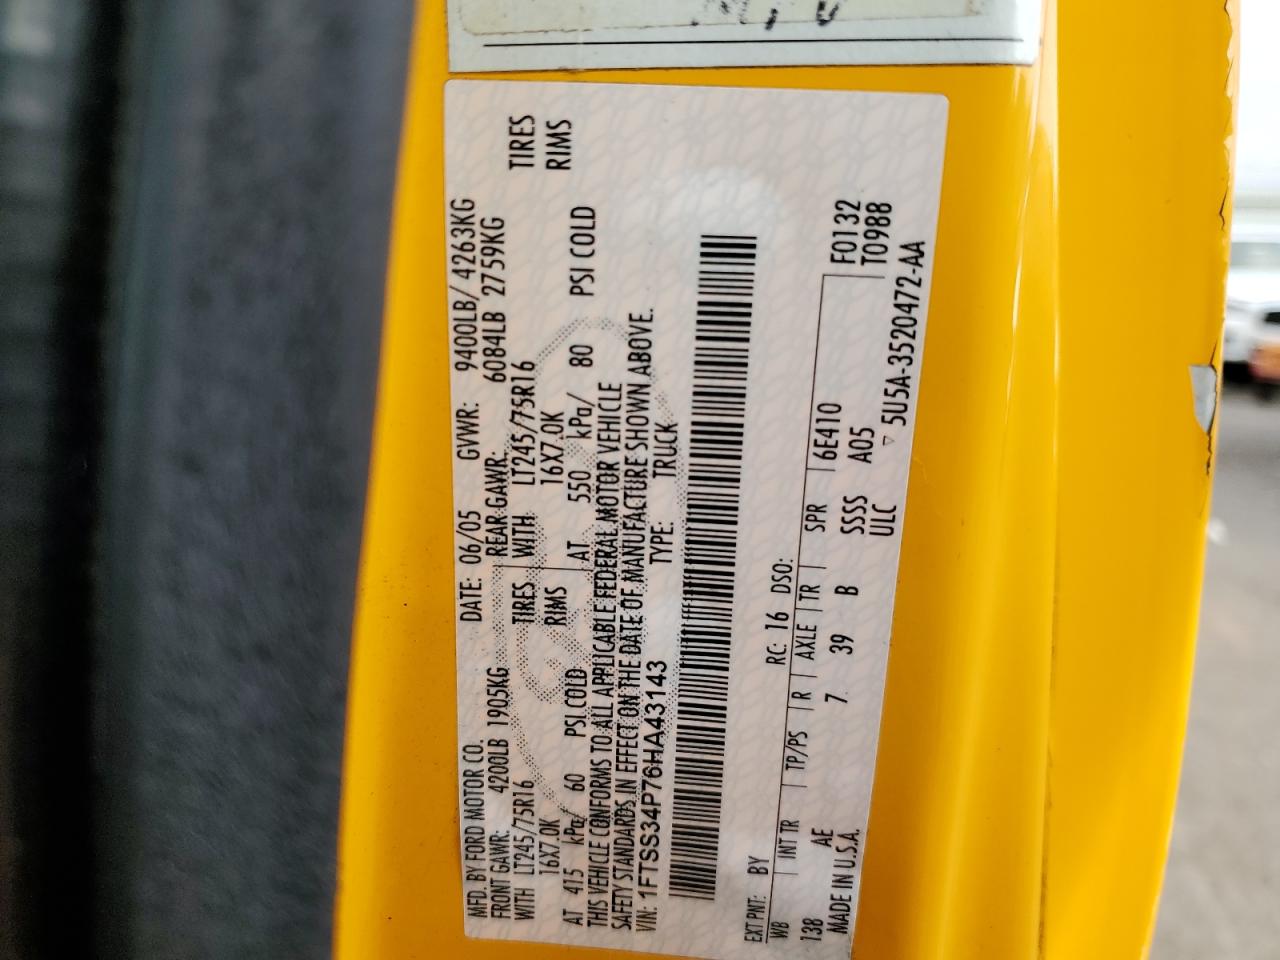 MFD. BY FORD MOTOR CO.
DATE: 06/05 GVWR: 9400LB/ 4263KG
FRONT GAWR: 4200LB 1905KG REAR GAWR: 6084LB 2759KG
WITH LT245/75R16 TIRES WITH LT245/75R16 TIRES
16X7.0K RIMS 16X7.0K RIMS
AT 415 kPa/ 60 PSI COLD AT 550 kPa/ 80 PSI COLD
THIS VEHICLE CONFORMS TO ALL APPLICABLE FEDERAL MOTOR VEHICLE
SAFETY STANDARDS IN EFFECT ON THE DATE OF MANUFACTURE SHOWN ABOVE.
VIN: 1FTSS34P76HA43143 TYPE: TRUCK
F0132
T0988
EXT PNT: BY RC: 16 DSO:
WB INT TR TP/PS R AXLE TR SPR 6E410
138 AE 7 39 B SSSS A05
MADE IN U.S.A. ULC
▽ 5U5A-3520472-AA